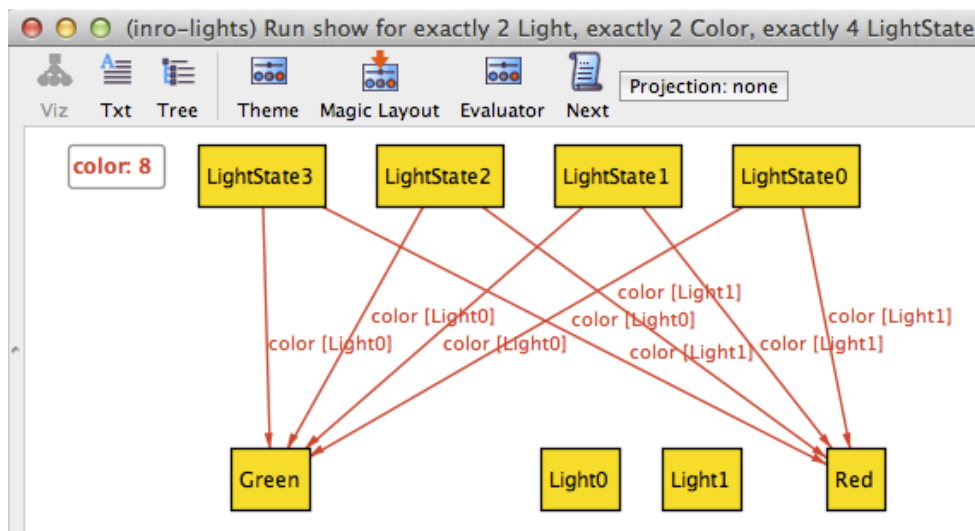 (inro-lights) Run show for exactly 2 Light, exactly 2 Color, exactly 4 LightState
Viz Txt Tree Theme Magic Layout Evaluator Next Projection: none
color: 8
LightState3 LightState2 LightState1 LightState0
color [Light1]
color [Light0] color [Light0] color [Light1]
color [Light0] color [Light0] color [Light1] color [Light1]
Green Light0 Light1 Red